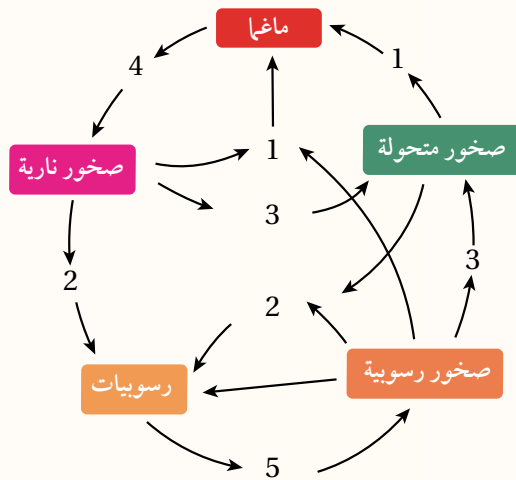 ماغما
4
1
صخور نارية
1
صخور متحولة
3
3
2
2
رسوبيات
صخور رسوبية
5